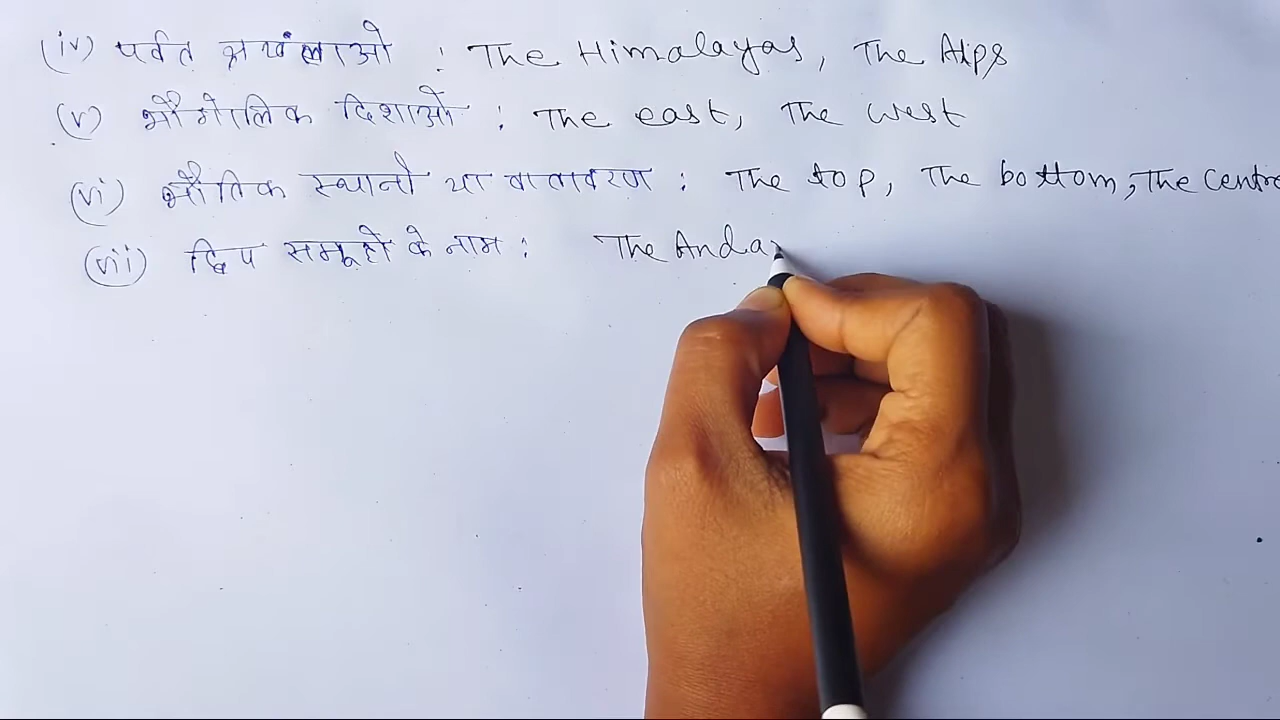 (iv) पर्वत श्रृखंलाओ : The Himalayas, The Alps
(v) भौगोलिक दिशाओं : The east, The west
(vi) भौतिक स्थानो या वातावरण : The top, The bottom, The centre
(vii) द्विप समूहों के नाम : The Anda